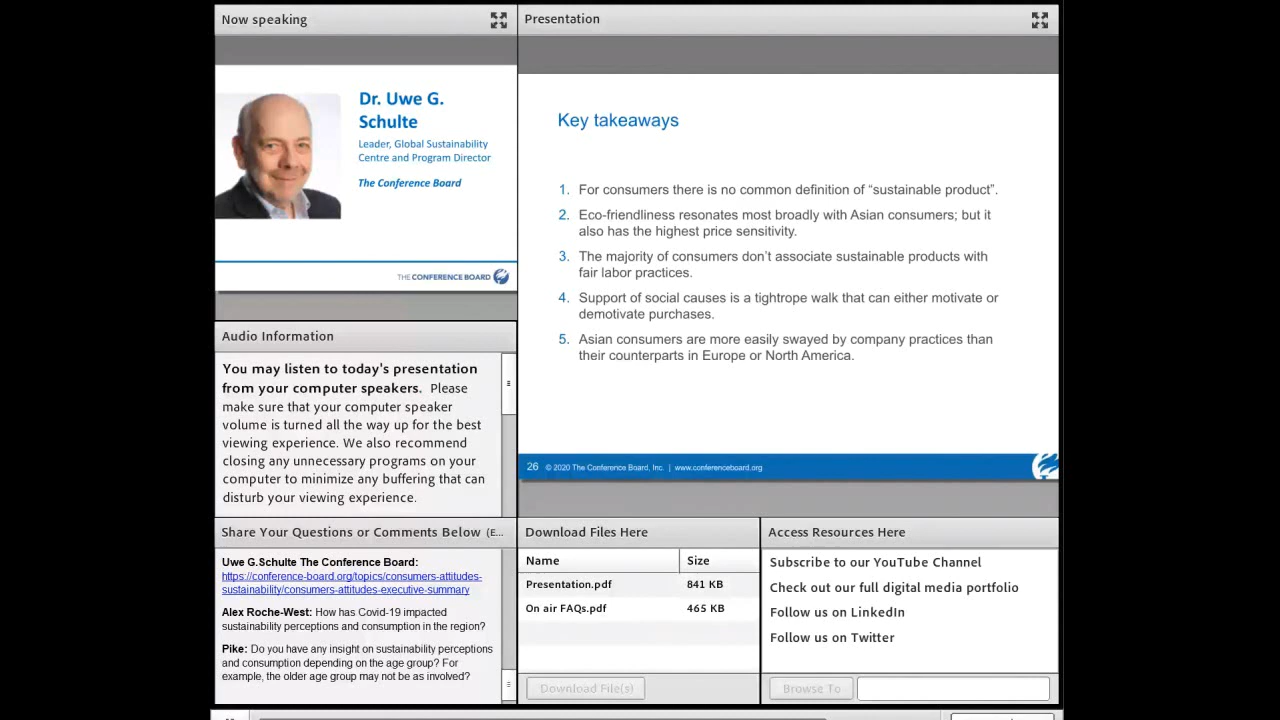 Now speaking
Dr. Uwe G.
Schulte
Leader, Global Sustainability
Centre and Program Director
The Conference Board
THE CONFERENCE BOARD
Audio Information
You may listen to today's presentation
from your computer speakers. Please
make sure that your computer speaker
volume is turned all the way up for the best
viewing experience. We also recommend
closing any unnecessary programs on your
computer to minimize any buffering that can
disturb your viewing experience.
Share Your Questions or Comments Below (E...
Uwe G.Schulte The Conference Board:
https://conference-board.org/topics/consumers-attitudes-
sustainability/consumers-attitudes-executive-summary
Alex Roche-West: How has Covid-19 impacted
sustainability perceptions and consumption in the region?
Pike: Do you have any insight on sustainability perceptions
and consumption depending on the age group? For
example, the older age group may not be as involved?
Presentation
Key takeaways
1. For consumers there is no common definition of “sustainable product”.
2. Eco-friendliness resonates most broadly with Asian consumers; but it
also has the highest price sensitivity.
3. The majority of consumers don’t associate sustainable products with
fair labor practices.
4. Support of social causes is a tightrope walk that can either motivate or
demotivate purchases.
5. Asian consumers are more easily swayed by company practices than
their counterparts in Europe or North America.
26 © 2020 The Conference Board, Inc. | www.conferenceboard.org
Download Files Here
Name Size
Presentation.pdf 841 KB
On air FAQs.pdf 465 KB
Download File(s)
Access Resources Here
Subscribe to our YouTube Channel
Check out our full digital media portfolio
Follow us on LinkedIn
Follow us on Twitter
Browse To